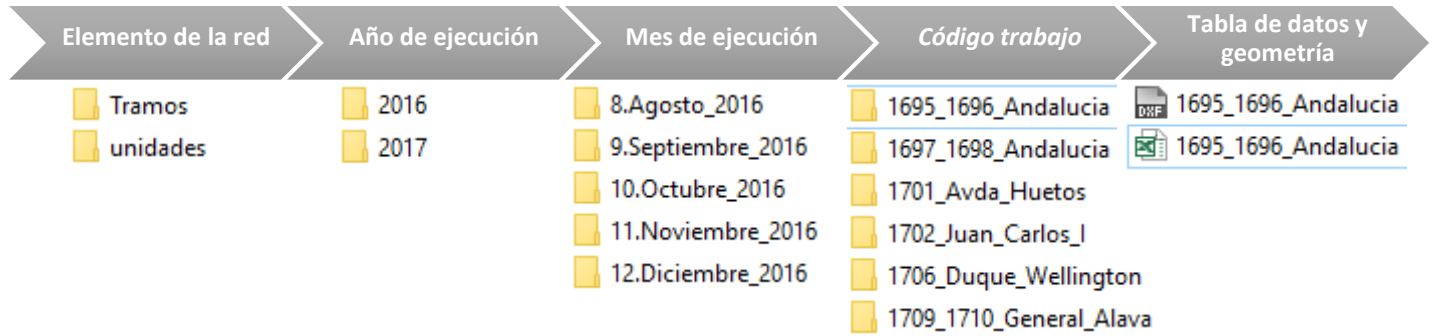 Elemento de la red
Año de ejecución
Mes de ejecución
Código trabajo
Tabla de datos y
geometría
Tramos
unidades
2016
2017
8.Agosto_2016
9.Septiembre_2016
10.Octubre_2016
11.Noviembre_2016
12.Diciembre_2016
1695_1696_Andalucia
1697_1698_Andalucia
1701_Avda_Huetos
1702_Juan_Carlos_I
1706_Duque_Wellington
1709_1710_General_Alava
DXF
1695_1696_Andalucia
1695_1696_Andalucia